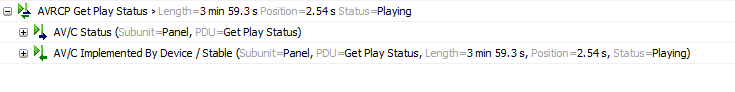 AVRCP Get Play Status > Length=3 min 59.3 s Position=2.54 s Status=Playing
AV/C Status (Subunit=Panel, PDU=Get Play Status)
AV/C Implemented By Device / Stable (Subunit=Panel, PDU=Get Play Status, Length=3 min 59.3 s, Position=2.54 s, Status=Playing)